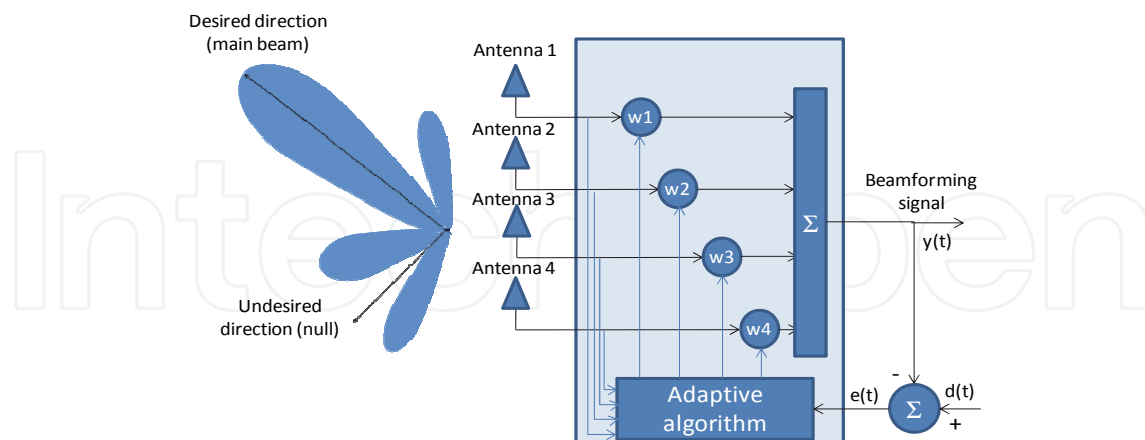 Desired direction
(main beam)
Undesired
direction (null)
Antenna 1
Antenna 2
Antenna 3
Antenna 4
w1
w2
w3
w4
Σ
Beamforming
signal
y(t)
-
Σ
d(t)
+
e(t)
Adaptive
algorithm
IntechOpen